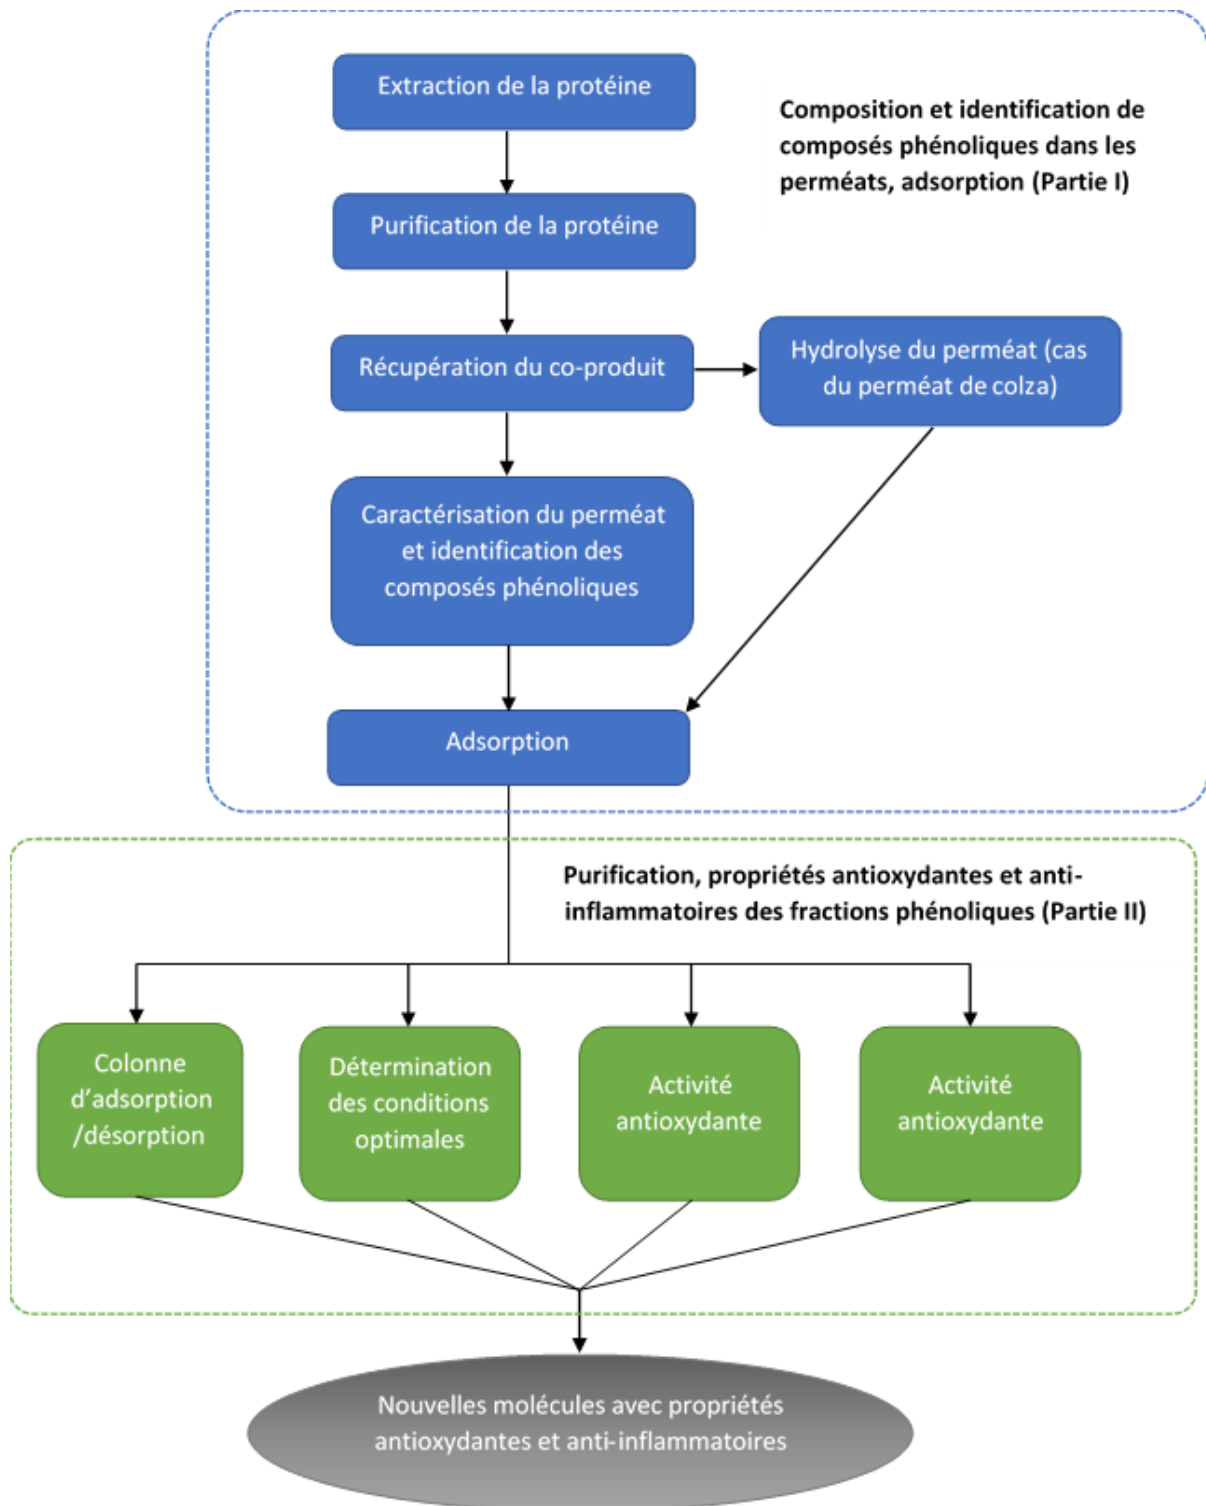 Extraction de la protéine
Composition et identification de
composés phénoliques dans les
perméats, adsorption (Partie I)
Purification de la protéine
Récupération du co-produit
Hydrolyse du perméat (cas
du perméat de colza)
Caractérisation du perméat
et identification des
composés phénoliques
Adsorption
Purification, propriétés antioxydantes et anti-
inflammatoires des fractions phénoliques (Partie II)
Colonne
d’adsorption
/désorption
Détermination
des conditions
optimales
Activité
antioxydante
Activité
antioxydante
Nouvelles molécules avec propriétés
antioxydantes et anti-inflammatoires